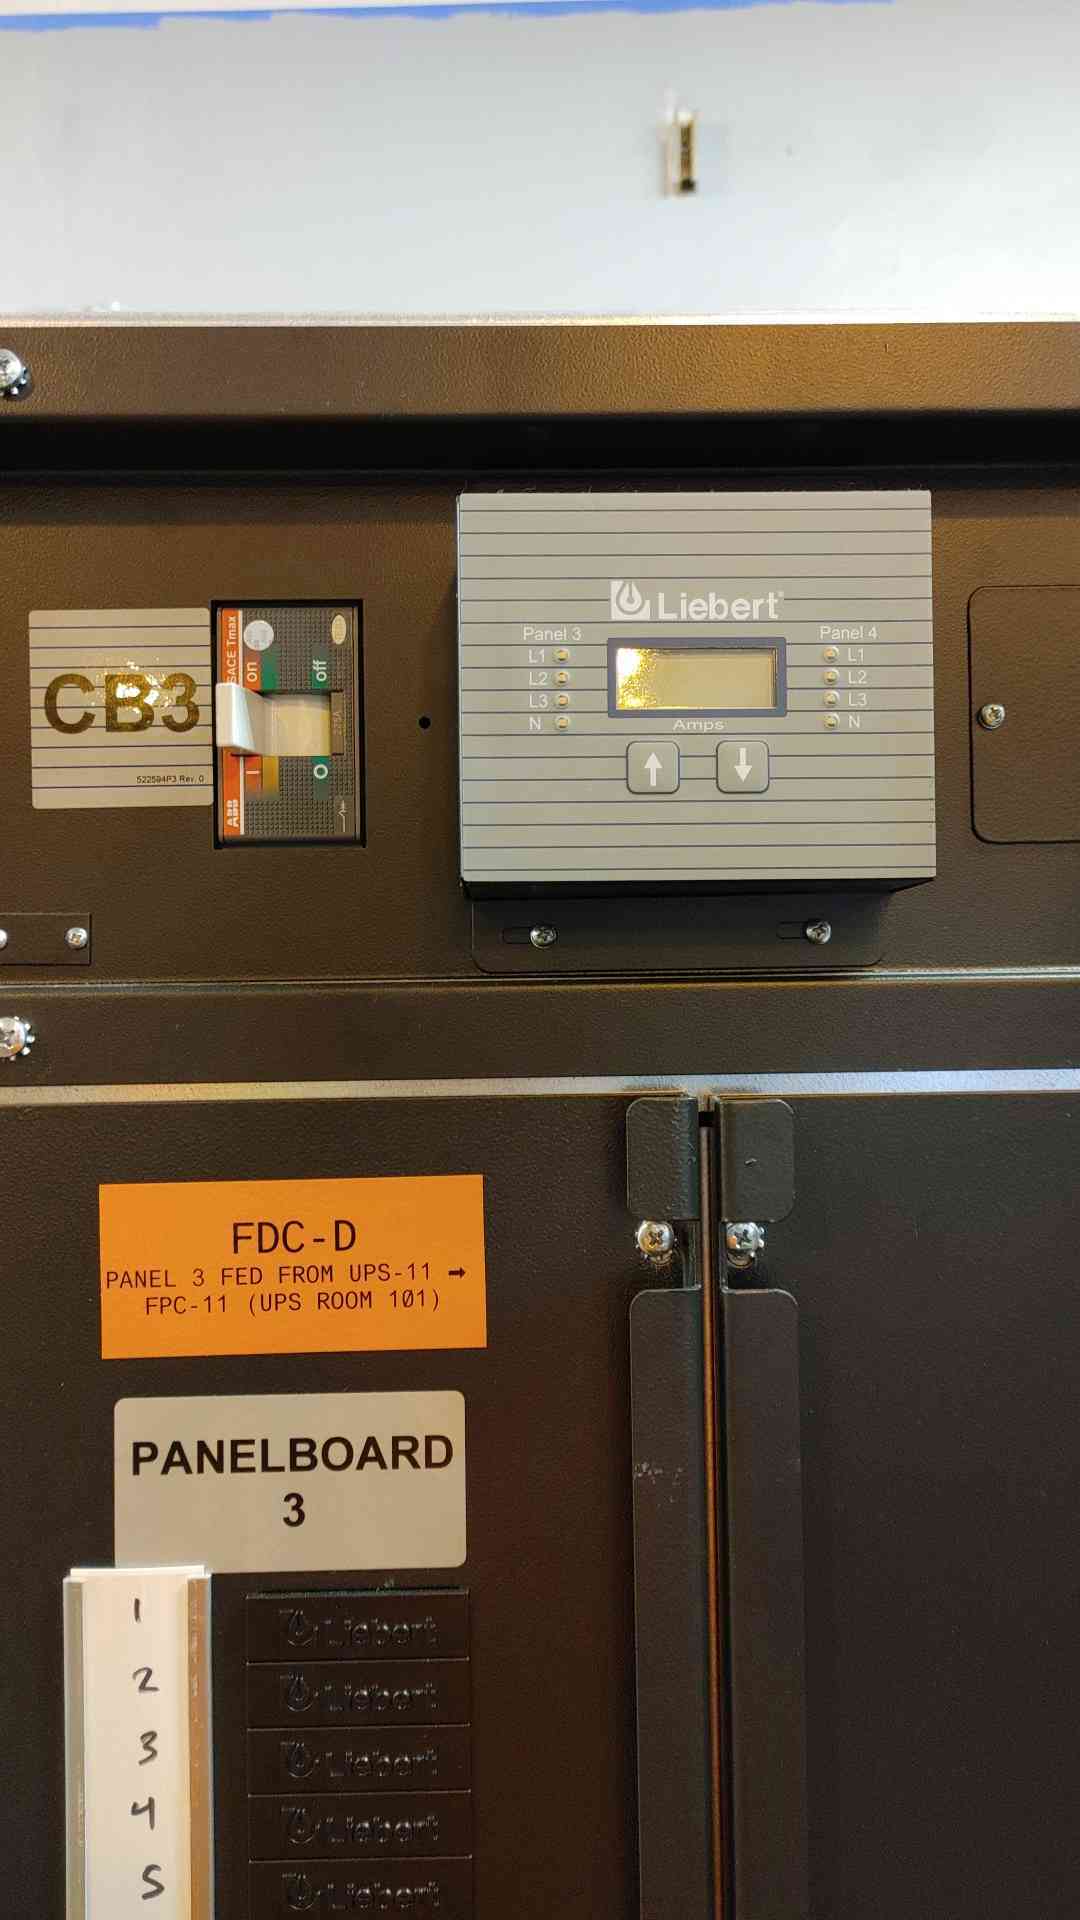 Liebert®
Panel 3
Panel 4
L1
L2
L3
N
L1
L2
L3
N
Amps
CB3
522594P3 Rev. 0
SACE Tmax
on
off
I
O
ABB
FDC-D
PANEL 3 FED FROM UPS-11 ➞
FPC-11 (UPS ROOM 101)
PANELBOARD
3
1
2
3
4
5
Liebert
Liebert
Liebert
Liebert
Liebert